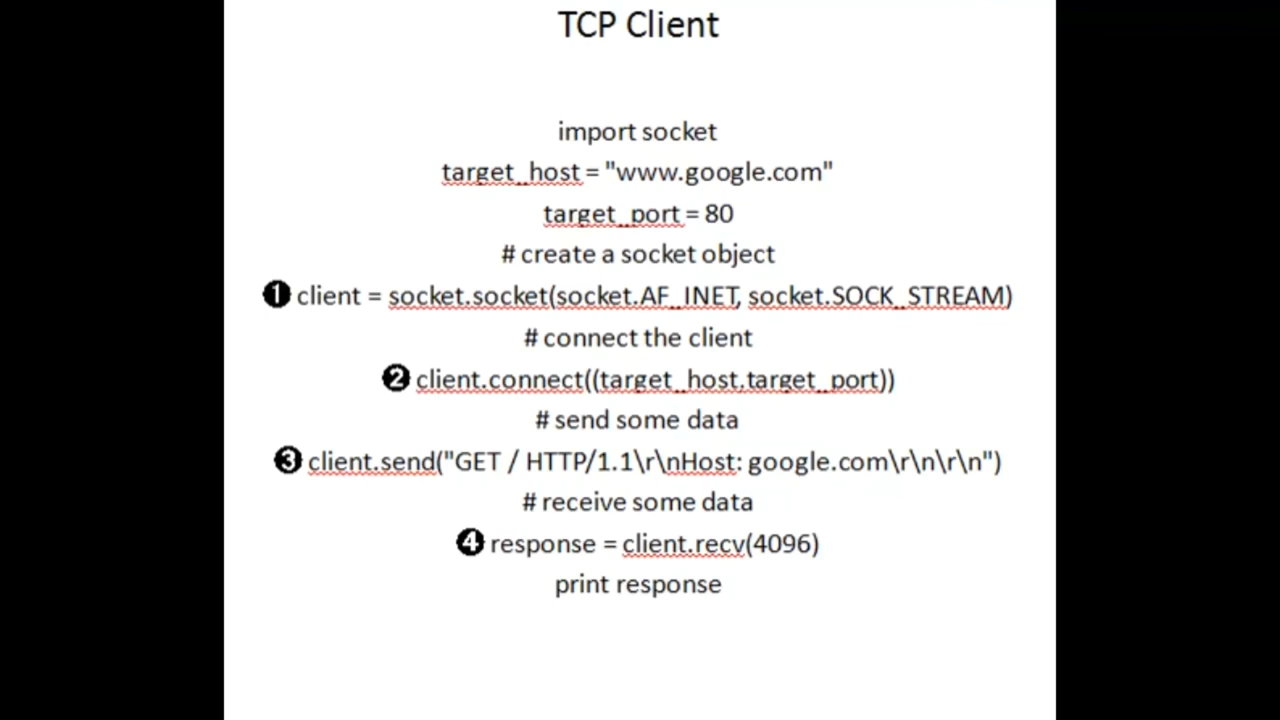 TCP Client
import socket
target_host = "www.google.com"
target_port = 80
# create a socket object
❶ client = socket.socket(socket.AF_INET, socket.SOCK_STREAM)
# connect the client
❷ client.connect((target_host,target_port))
# send some data
❸ client.send("GET / HTTP/1.1\r\nHost: google.com\r\n\r\n")
# receive some data
❹ response = client.recv(4096)
print response